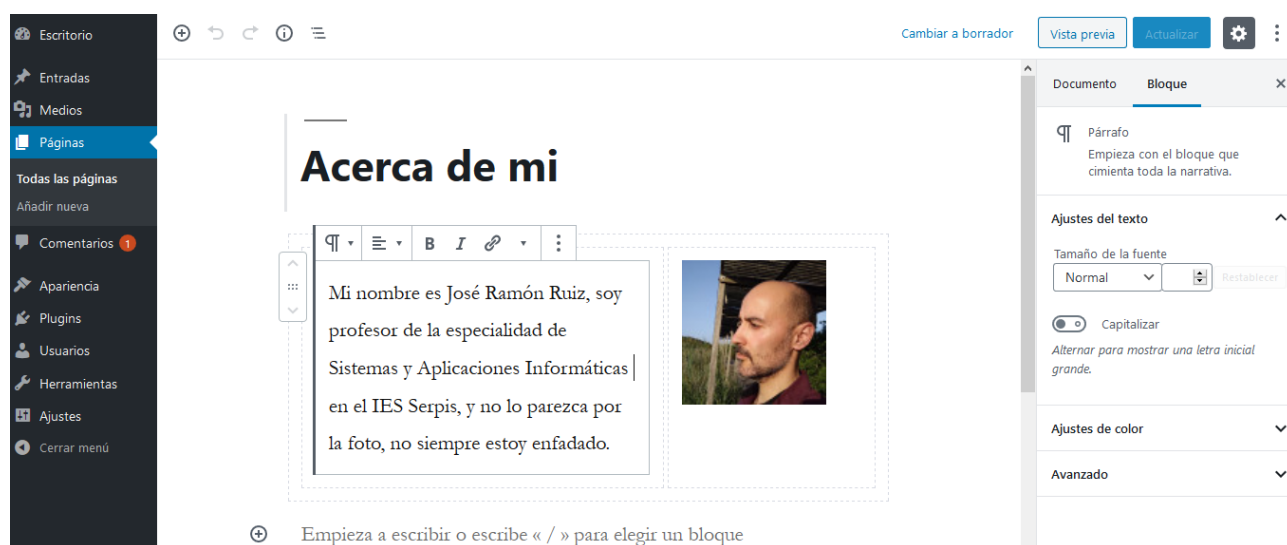 Escritorio
Entradas
Medios
Páginas
Todas las páginas
Añadir nueva
Comentarios 1
Apariencia
Plugins
Usuarios
Herramientas
Ajustes
Cerrar menú
Cambiar a borrador
Vista previa
Actualizar
Acerca de mi
B I
Mi nombre es José Ramón Ruiz, soy
profesor de la especialidad de
Sistemas y Aplicaciones Informáticas
en el IES Serpis, y no lo parezca por
la foto, no siempre estoy enfadado.
Empieza a escribir o escribe « / » para elegir un bloque
Documento
Bloque
Párrafo
Empieza con el bloque que
cimienta toda la narrativa.
Ajustes del texto
Tamaño de la fuente
Normal
Restablecer
Capitalizar
Alternar para mostrar una letra inicial
grande.
Ajustes de color
Avanzado